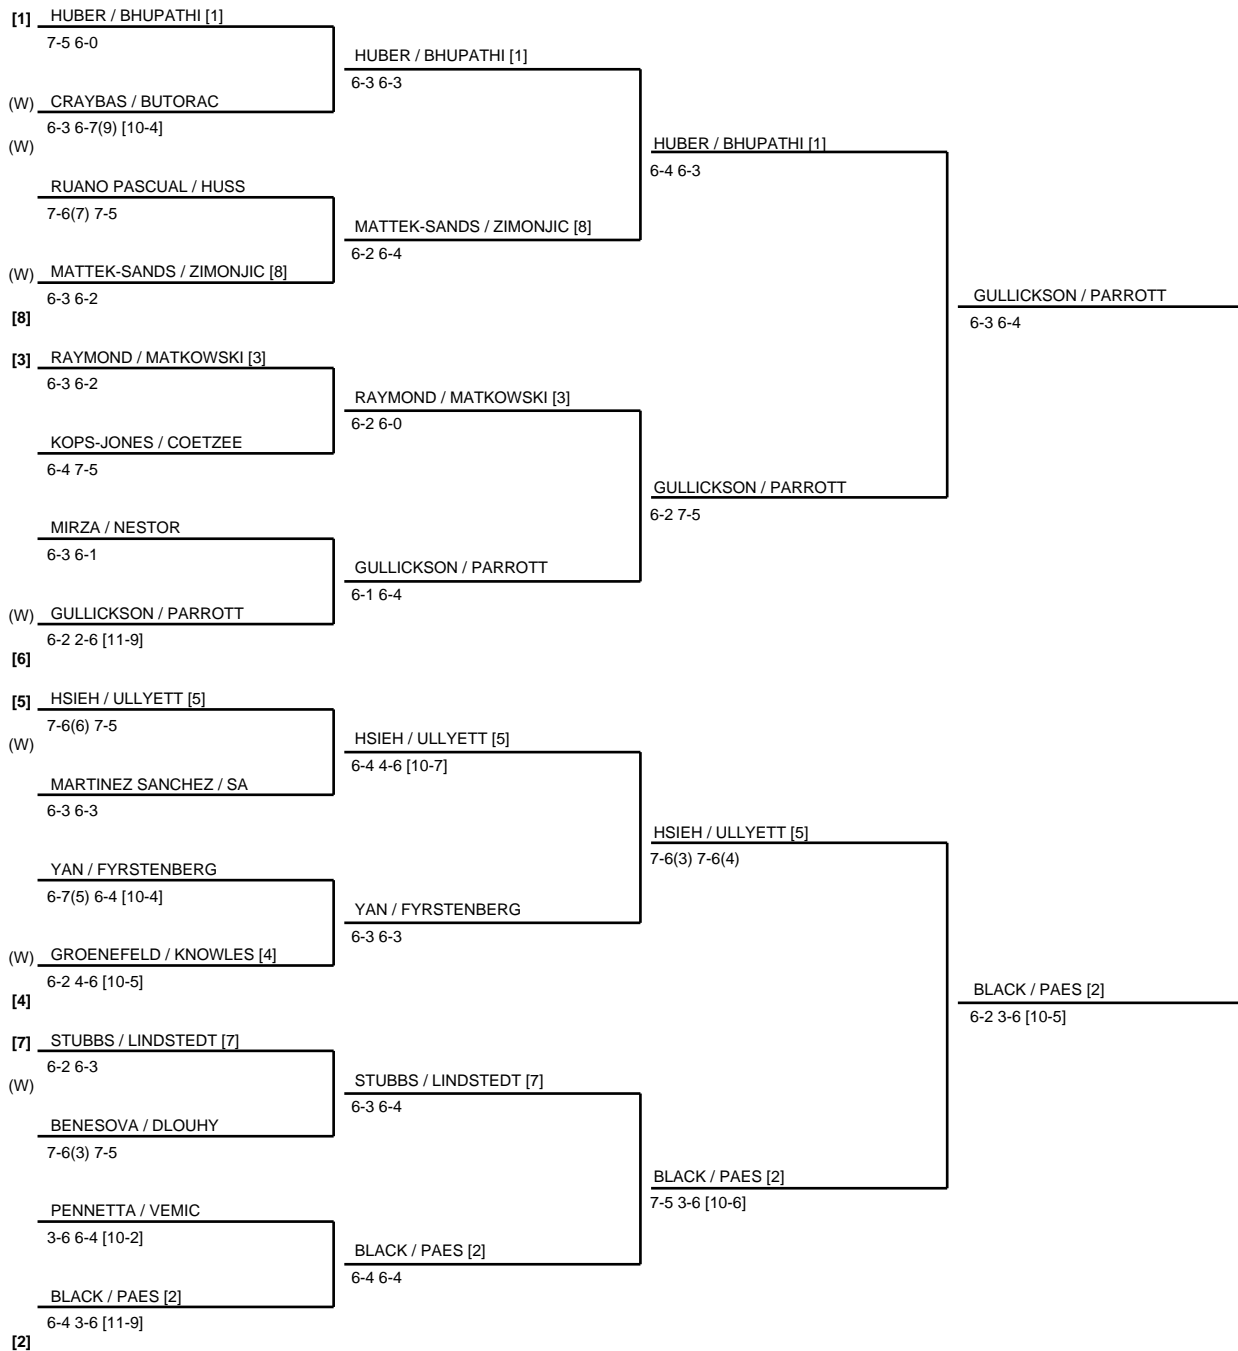 [1] HUBER / BHUPATHI [1]
7-5 6-0
HUBER / BHUPATHI [1]
6-3 6-3
(W) CRAYBAS / BUTORAC
6-3 6-7(9) [10-4]
(W)
HUBER / BHUPATHI [1]
6-4 6-3
RUANO PASCUAL / HUSS
7-6(7) 7-5
MATTEK-SANDS / ZIMONJIC [8]
6-2 6-4
(W) MATTEK-SANDS / ZIMONJIC [8]
6-3 6-2
[8]
GULLICKSON / PARROTT
6-3 6-4
[3] RAYMOND / MATKOWSKI [3]
6-3 6-2
RAYMOND / MATKOWSKI [3]
6-2 6-0
KOPS-JONES / COETZEE
6-4 7-5
GULLICKSON / PARROTT
6-2 7-5
MIRZA / NESTOR
6-3 6-1
GULLICKSON / PARROTT
6-1 6-4
(W) GULLICKSON / PARROTT
6-2 2-6 [11-9]
[6]
[5] HSIEH / ULLYETT [5]
7-6(6) 7-5
(W)
HSIEH / ULLYETT [5]
6-4 4-6 [10-7]
MARTINEZ SANCHEZ / SA
6-3 6-3
HSIEH / ULLYETT [5]
7-6(3) 7-6(4)
YAN / FYRSTENBERG
6-7(5) 6-4 [10-4]
YAN / FYRSTENBERG
6-3 6-3
(W) GROENEFELD / KNOWLES [4]
6-2 4-6 [10-5]
[4]
BLACK / PAES [2]
6-2 3-6 [10-5]
[7] STUBBS / LINDSTEDT [7]
6-2 6-3
(W)
STUBBS / LINDSTEDT [7]
6-3 6-4
BENESOVA / DLOUHY
7-6(3) 7-5
BLACK / PAES [2]
7-5 3-6 [10-6]
PENNETTA / VEMIC
3-6 6-4 [10-2]
BLACK / PAES [2]
6-4 6-4
BLACK / PAES [2]
6-4 3-6 [11-9]
[2]